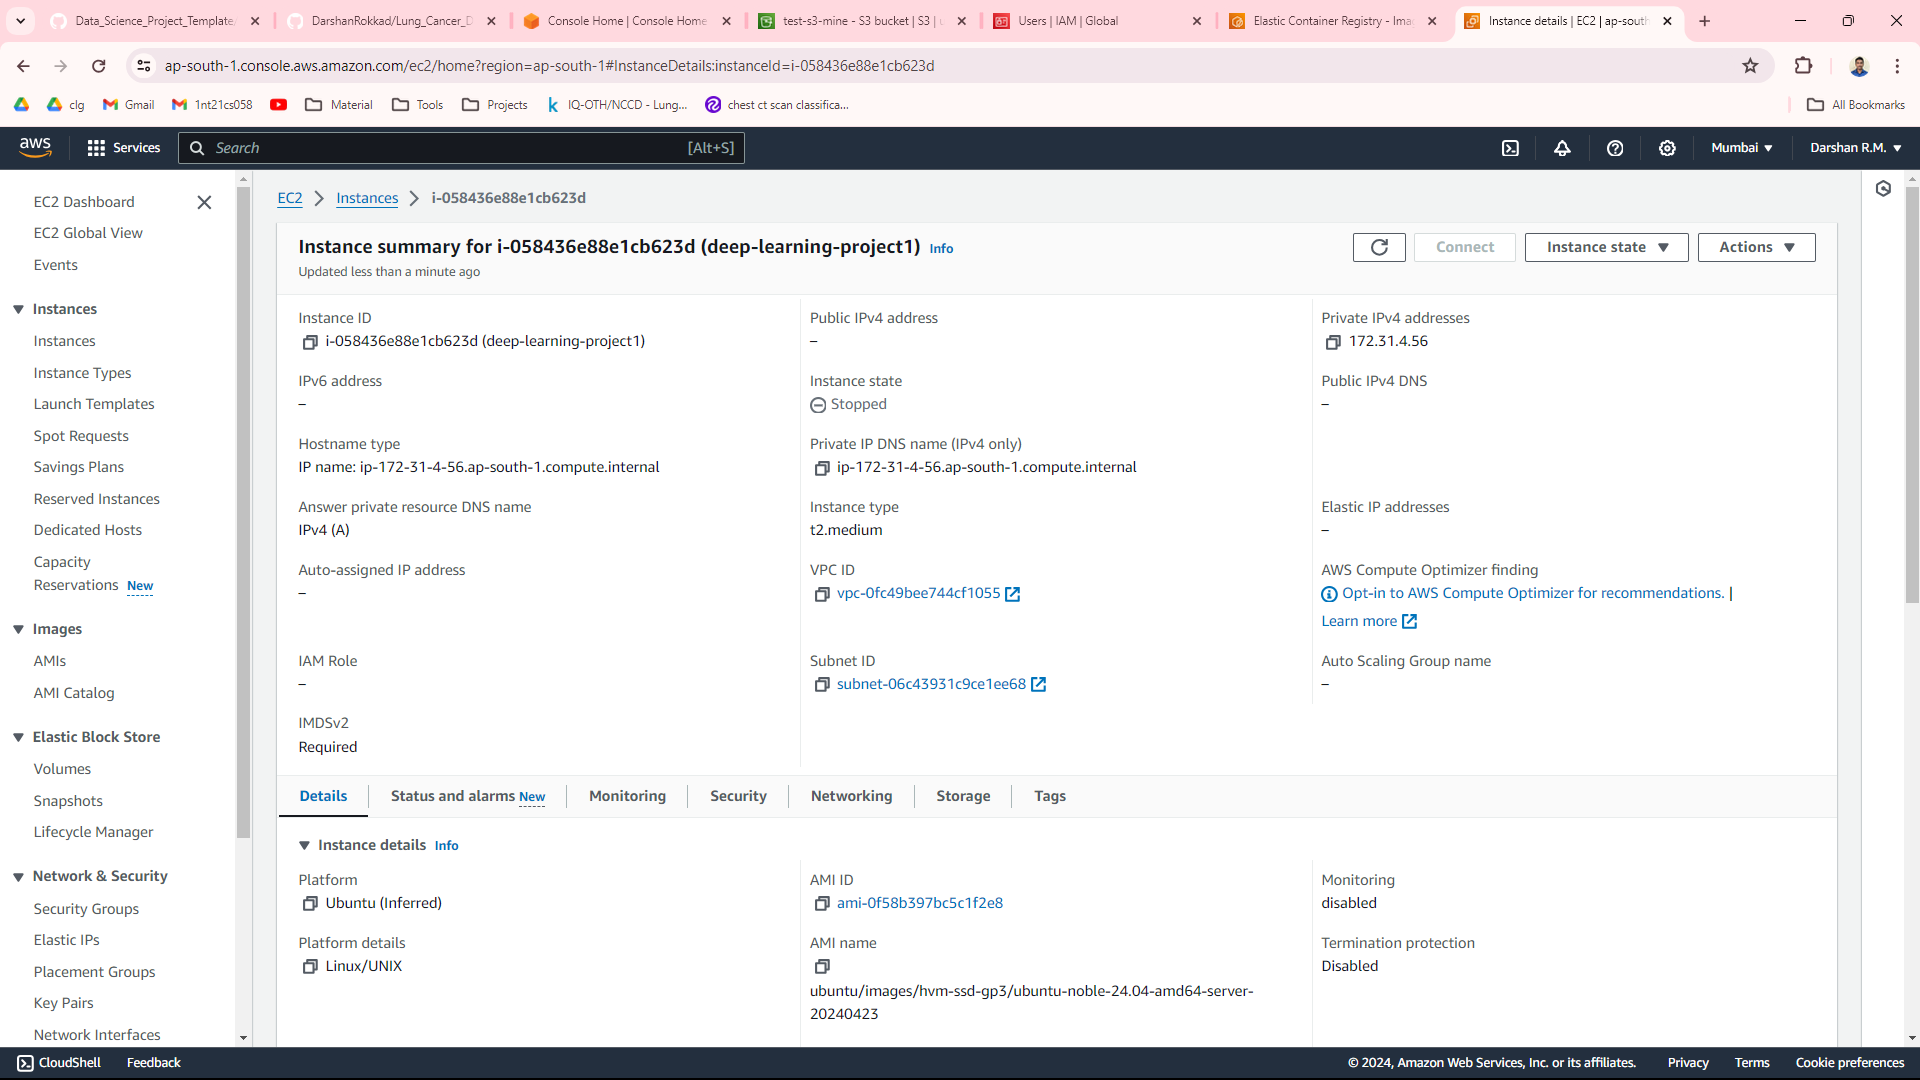 Data_Science_Project_Template
DarshanRokkad/Lung_Cancer_D
Console Home | Console Home
test-s3-mine - S3 bucket | S3 | u
Users | IAM | Global
Elastic Container Registry - Ima
Instance details | EC2 | ap-south
ap-south-1.console.aws.amazon.com/ec2/home?region=ap-south-1#InstanceDetails:instanceId=i-058436e88e1cb623d
clg
Gmail
1nt21cs058
Material
Tools
Projects
IQ-OTH/NCCD - Lung...
chest ct scan classifica...
All Bookmarks
aws
Services
Search
[Alt+S]
Mumbai
Darshan R.M.
EC2 Dashboard
EC2 Global View
Events
Instances
Instances
Instance Types
Launch Templates
Spot Requests
Savings Plans
Reserved Instances
Dedicated Hosts
Capacity
Reservations New
Images
AMIs
AMI Catalog
Elastic Block Store
Volumes
Snapshots
Lifecycle Manager
Network & Security
Security Groups
Elastic IPs
Placement Groups
Key Pairs
Network Interfaces
EC2
Instances
i-058436e88e1cb623d
Instance summary for i-058436e88e1cb623d (deep-learning-project1) Info
Updated less than a minute ago
Connect
Instance state
Actions
Instance ID
i-058436e88e1cb623d (deep-learning-project1)
Public IPv4 address
–
Private IPv4 addresses
172.31.4.56
IPv6 address
–
Instance state
Stopped
Public IPv4 DNS
–
Hostname type
IP name: ip-172-31-4-56.ap-south-1.compute.internal
Private IP DNS name (IPv4 only)
ip-172-31-4-56.ap-south-1.compute.internal
Answer private resource DNS name
IPv4 (A)
Instance type
t2.medium
Elastic IP addresses
–
Auto-assigned IP address
–
VPC ID
vpc-0fc49bee744cf1055
AWS Compute Optimizer finding
Opt-in to AWS Compute Optimizer for recommendations. |
Learn more
IAM Role
–
Subnet ID
subnet-06c43931c9ce1ee68
Auto Scaling Group name
–
IMDSv2
Required
Details
Status and alarms New
Monitoring
Security
Networking
Storage
Tags
Instance details Info
Platform
Ubuntu (Inferred)
AMI ID
ami-0f58b397bc5c1f2e8
Monitoring
disabled
Platform details
Linux/UNIX
AMI name
ubuntu/images/hvm-ssd-gp3/ubuntu-noble-24.04-amd64-server-
20240423
Termination protection
Disabled
CloudShell
Feedback
© 2024, Amazon Web Services, Inc. or its affiliates.
Privacy
Terms
Cookie preferences